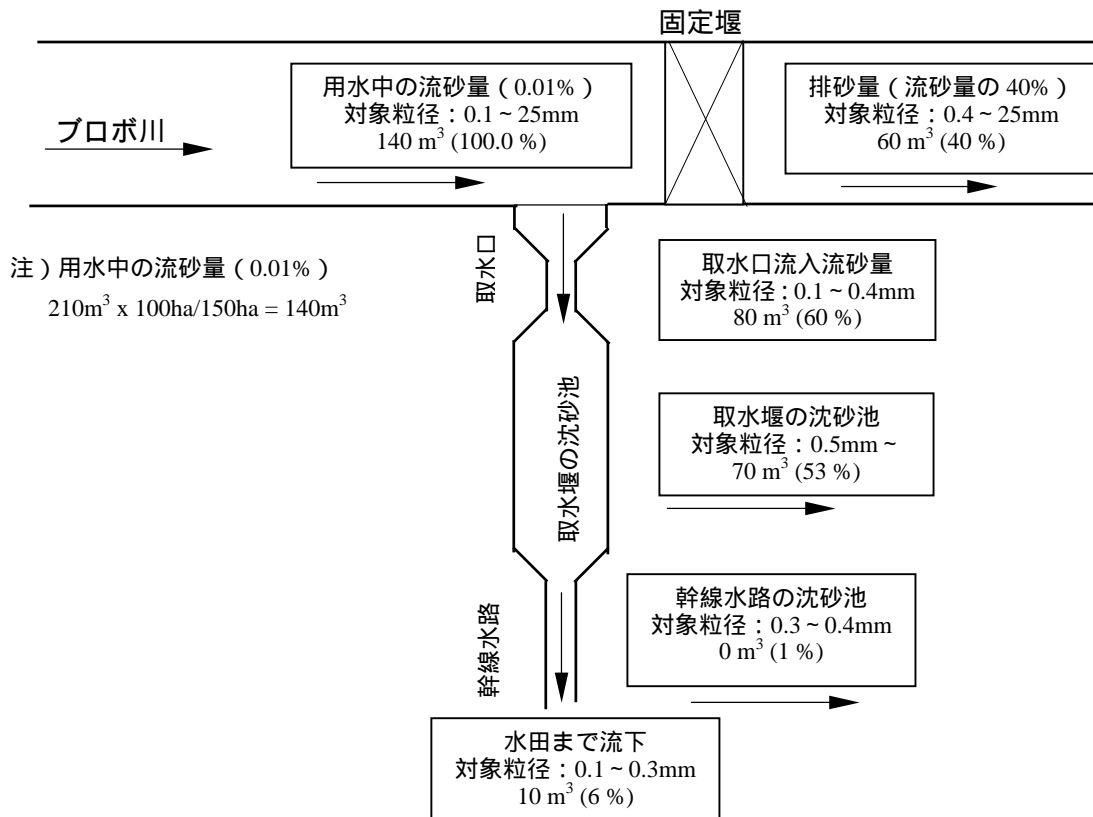 固定堰
用水中の流砂量(0.01%)
対象粒径:0.1~25mm
140 m³ (100.0 %)
排砂量(流砂量の 40%)
対象粒径:0.4~25mm
60 m³ (40 %)
ブロボ川
注)用水中の流砂量(0.01%)
210m³ x 100ha/150ha = 140m³
取水口
取水口流入流砂量
対象粒径:0.1~0.4mm
80 m³ (60 %)
取水堰の沈砂池
取水堰の沈砂池
対象粒径:0.5mm~
70 m³ (53 %)
幹線水路の沈砂池
対象粒径:0.3~0.4mm
0 m³ (1 %)
幹線水路
水田まで流下
対象粒径:0.1~0.3mm
10 m³ (6 %)